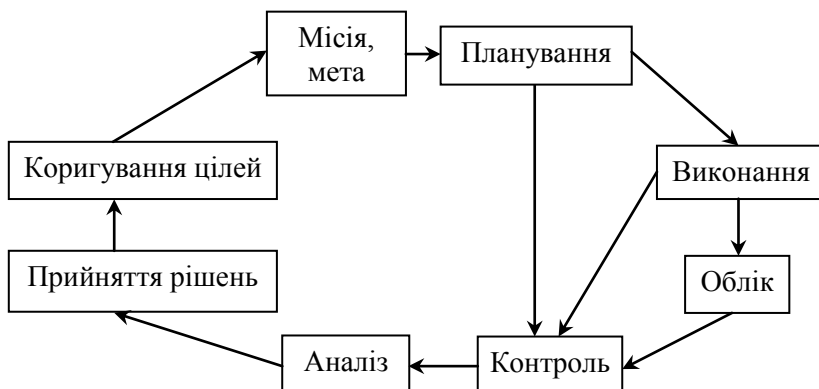 Місія,
мета
Планування
Коригування цілей
Виконання
Прийняття рішень
Облік
Аналіз
Контроль